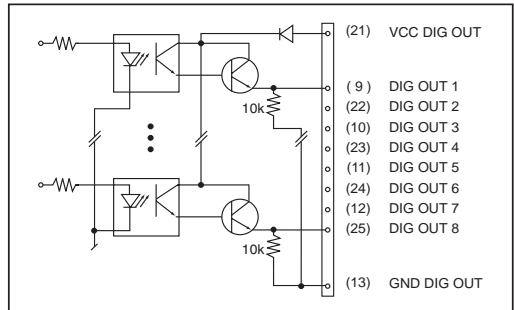 (21) VCC DIG OUT
( 9 ) DIG OUT 1
10k
(22) DIG OUT 2
(10) DIG OUT 3
(23) DIG OUT 4
(11) DIG OUT 5
(24) DIG OUT 6
(12) DIG OUT 7
(25) DIG OUT 8
10k
(13) GND DIG OUT